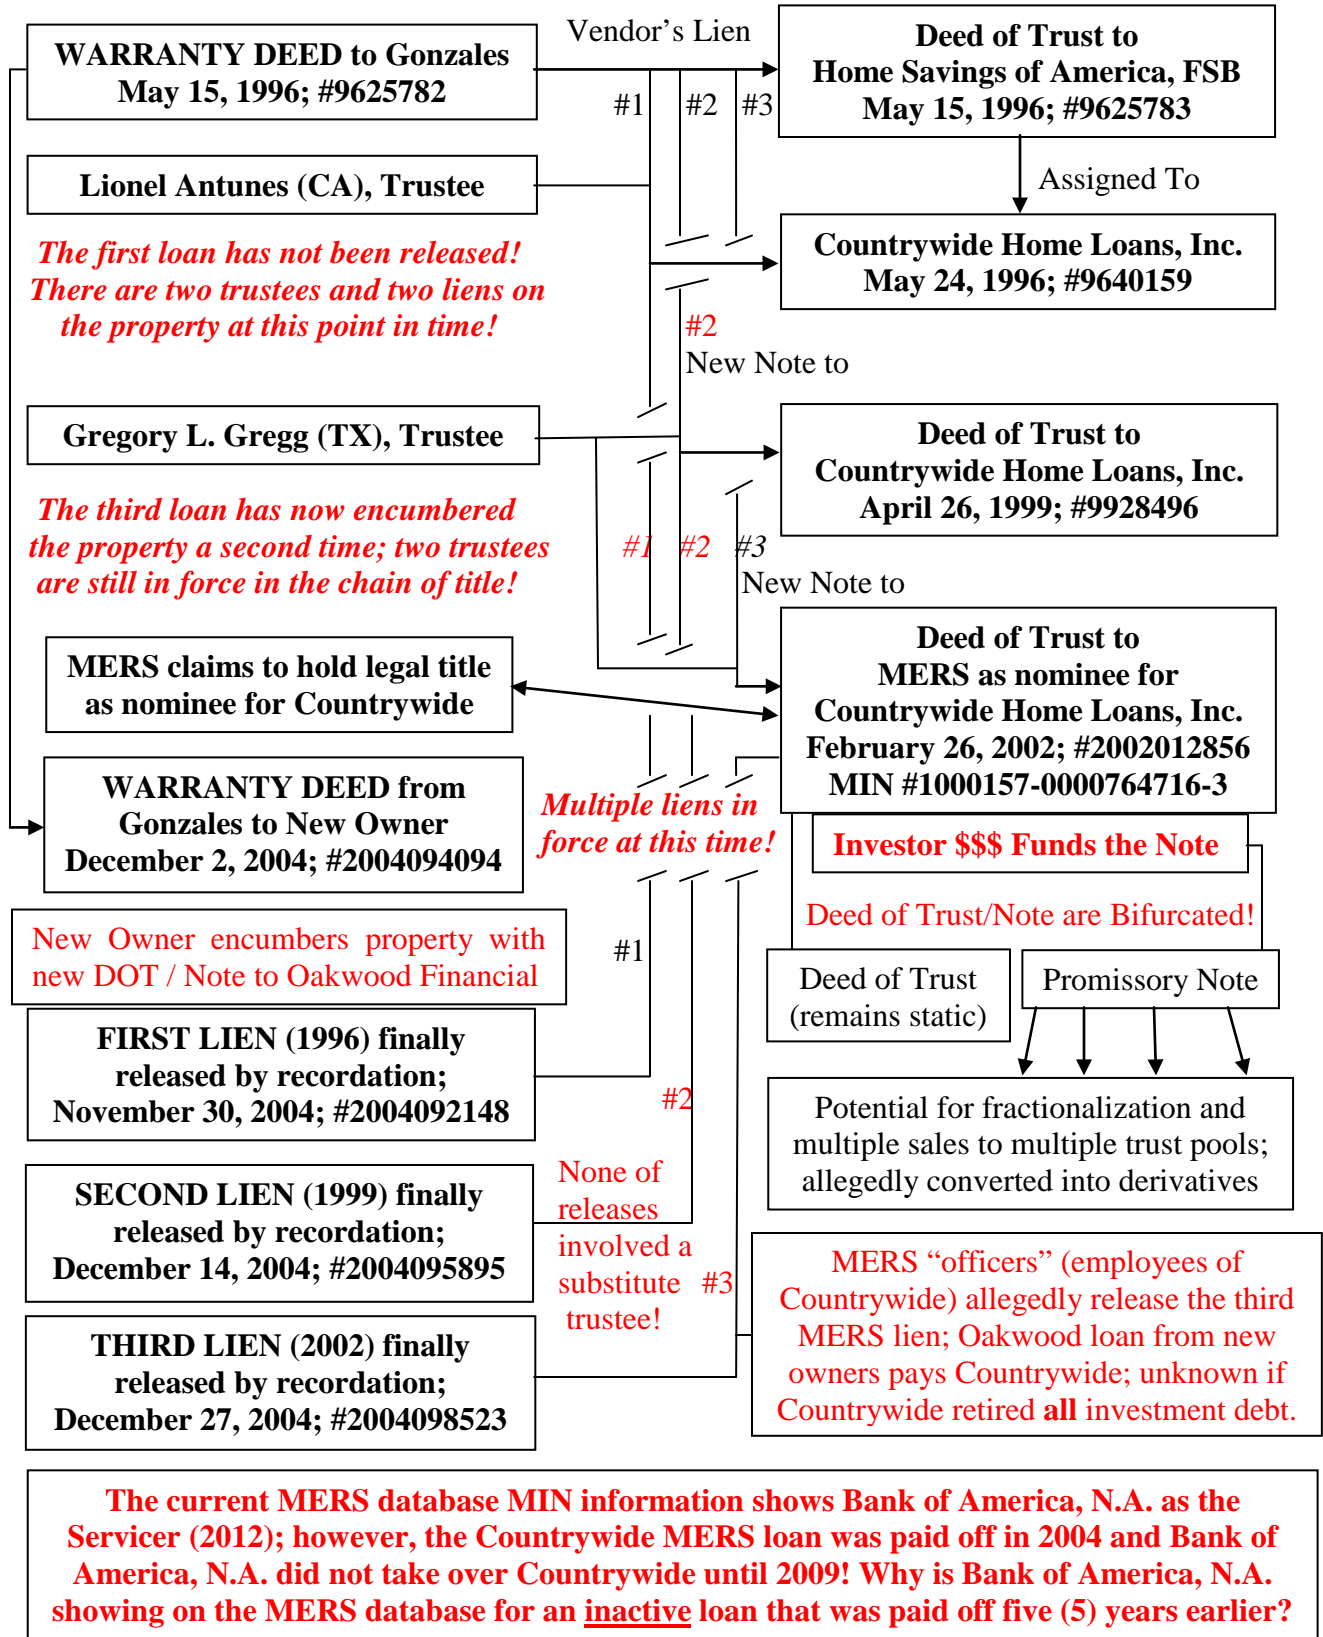 Vendor's Lien
WARRANTY DEED to Gonzales
May 15, 1996; #9625782
Deed of Trust to
Home Savings of America, FSB
May 15, 1996; #9625783
#1
#2
#3
Lionel Antunes (CA), Trustee
Assigned To
The first loan has not been released!
There are two trustees and two liens on
the property at this point in time!
Countrywide Home Loans, Inc.
May 24, 1996; #9640159
#2
New Note to
Gregory L. Gregg (TX), Trustee
Deed of Trust to
Countrywide Home Loans, Inc.
April 26, 1999; #9928496
The third loan has now encumbered
the property a second time; two trustees
are still in force in the chain of title!
#1
#2
#3
New Note to
MERS claims to hold legal title
as nominee for Countrywide
Deed of Trust to
MERS as nominee for
Countrywide Home Loans, Inc.
February 26, 2002; #2002012856
MIN #1000157-0000764716-3
WARRANTY DEED from
Gonzales to New Owner
December 2, 2004; #2004094094
Multiple liens in
force at this time!
Investor $$$ Funds the Note
Deed of Trust/Note are Bifurcated!
New Owner encumbers property with
new DOT / Note to Oakwood Financial
#1
Deed of Trust
(remains static)
Promissory Note
FIRST LIEN (1996) finally
released by recordation;
November 30, 2004; #2004092148
#2
Potential for fractionalization and
multiple sales to multiple trust pools;
allegedly converted into derivatives
SECOND LIEN (1999) finally
released by recordation;
December 14, 2004; #2004095895
None of
releases
involved a
substitute
trustee!
#3
MERS “officers” (employees of
Countrywide) allegedly release the third
MERS lien; Oakwood loan from new
owners pays Countrywide; unknown if
Countrywide retired all investment debt.
THIRD LIEN (2002) finally
released by recordation;
December 27, 2004; #2004098523
The current MERS database MIN information shows Bank of America, N.A. as the
Servicer (2012); however, the Countrywide MERS loan was paid off in 2004 and Bank of
America, N.A. did not take over Countrywide until 2009! Why is Bank of America, N.A.
showing on the MERS database for an inactive loan that was paid off five (5) years earlier?